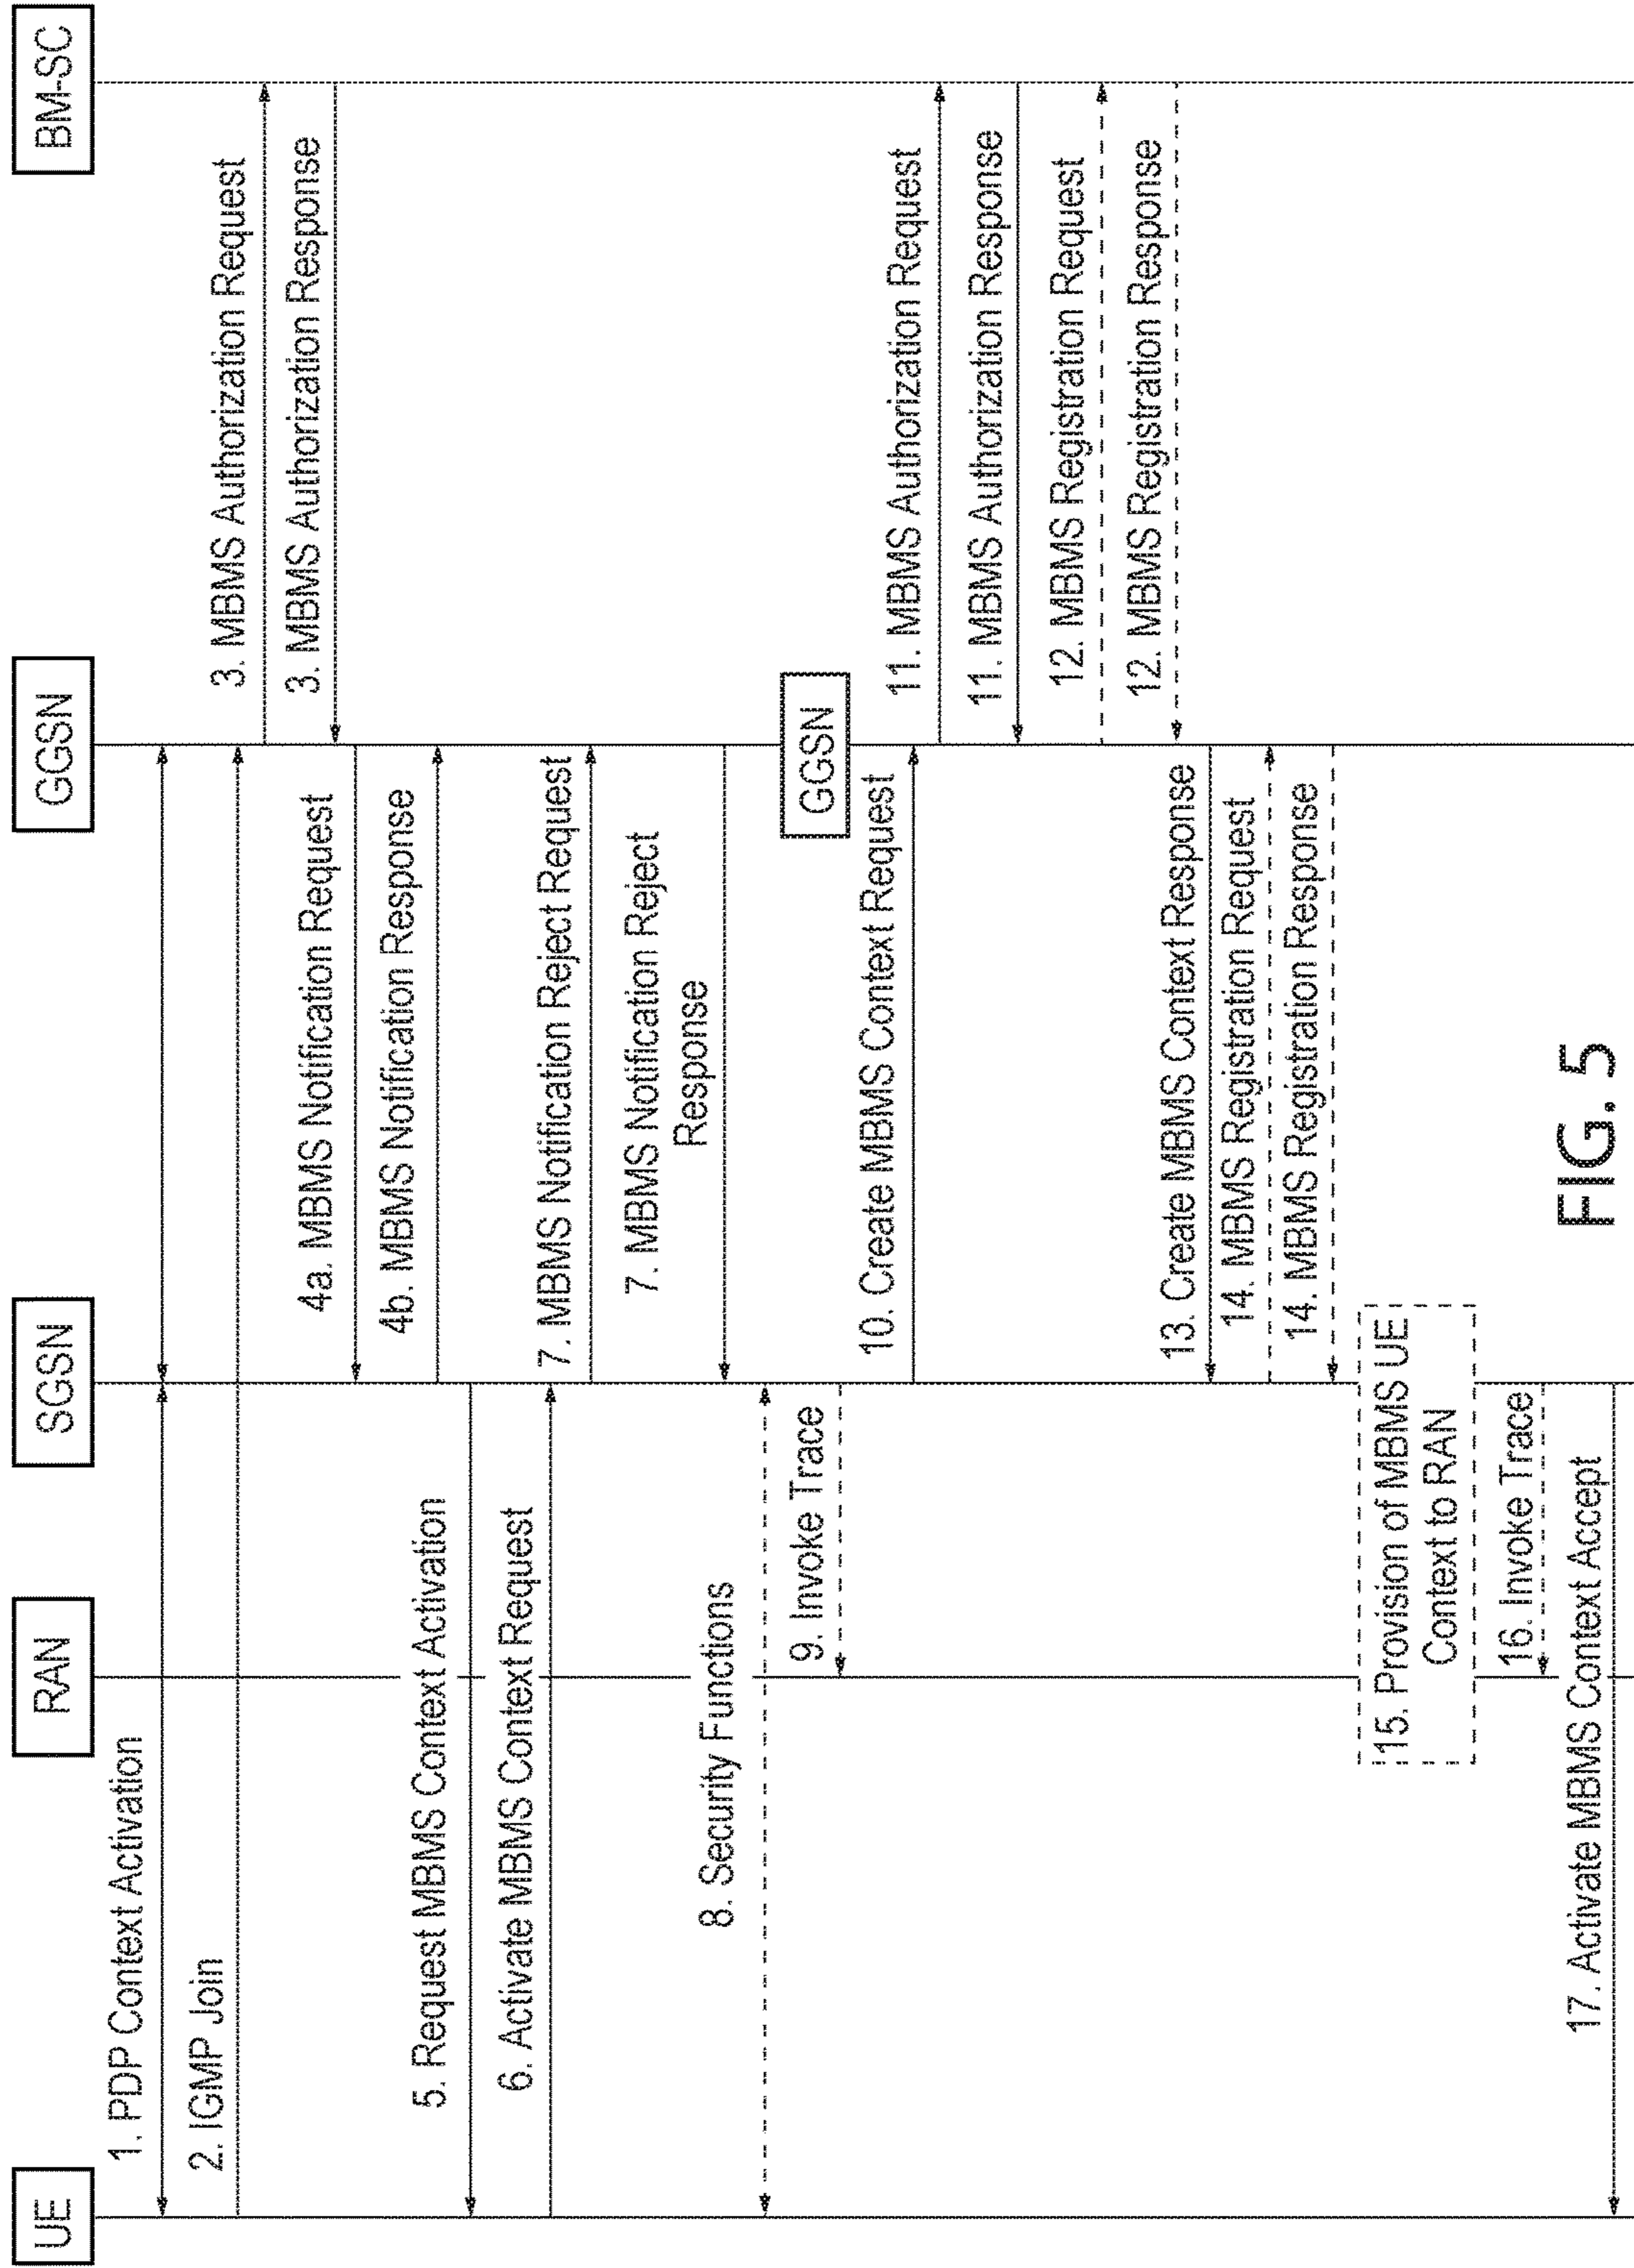 UE
RAN
SGSN
GGSN
BM-SC
1. PDP Context Activation
2. IGMP Join
3. MBMS Authorization Request
3. MBMS Authorization Response
4a. MBMS Notification Request
4b. MBMS Notification Response
5. Request MBMS Context Activation
6. Activate MBMS Context Request
7. MBMS Notification Reject Request
7. MBMS Notification Reject
Response
8. Security Functions
9. Invoke Trace
GGSN
10. Create MBMS Context Request
11. MBMS Authorization Request
11. MBMS Authorization Response
12. MBMS Registration Request
12. MBMS Registration Response
13. Create MBMS Context Response
14. MBMS Registration Request
14. MBMS Registration Response
15. Provision of MBMS UE
Context to RAN
16. Invoke Trace
17. Activate MBMS Context Accept
FIG. 5